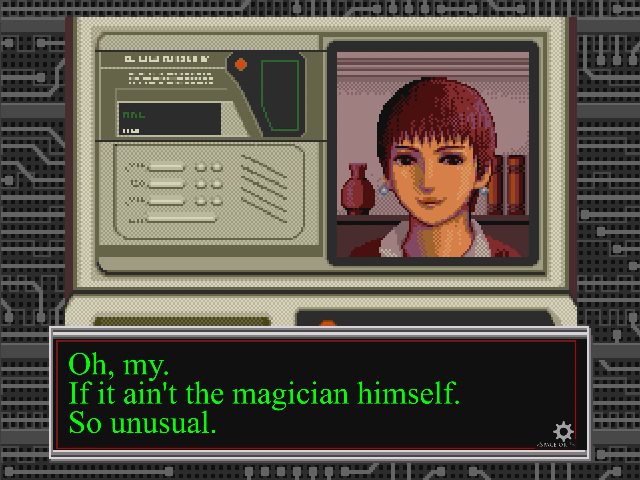 Oh, my.
If it ain't the magician himself.
So unusual.